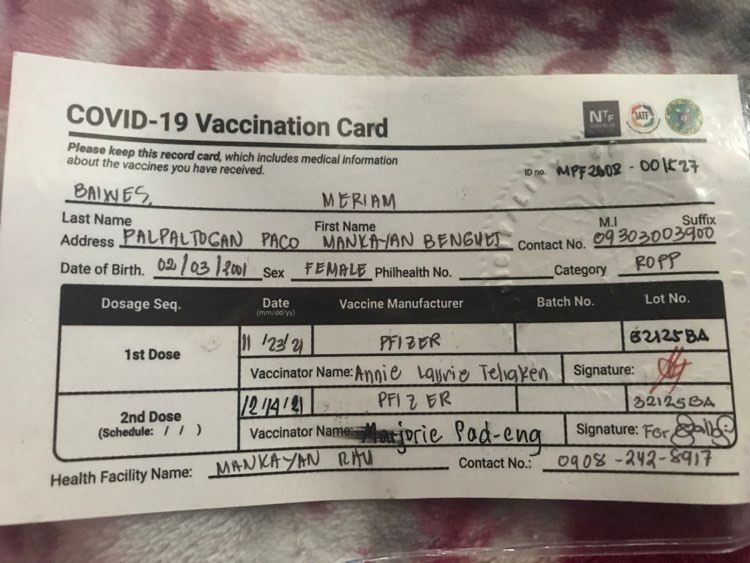 COVID-19 Vaccination Card
NTF
COVID-19
IATF
Please keep this record card, which includes medical information
about the vaccines you have received.
ID no. MPF2808 - 001527
BAIWES, MERIAM
Last Name First Name M.I Suffix
Address PALPALTOGAN PACO MANKAYAN BENGUET Contact No. 09303003900
Date of Birth. 02/03/2001 Sex FEMALE Philhealth No. Category ROPP
Dosage Seq. Date Vaccine Manufacturer Batch No. Lot No.
(mm/dd/yy)
1st Dose 11/23/21 PFIZER 32125BA
Vaccinator Name: Annie Laurie Teliaken Signature:
2nd Dose 12/14/21 PFIZER 32125BA
(Schedule: / / ) Vaccinator Name: Marjorie Pad-eng Signature: For
Health Facility Name: MANKAYAN RHU Contact No.: 0908-242-8917